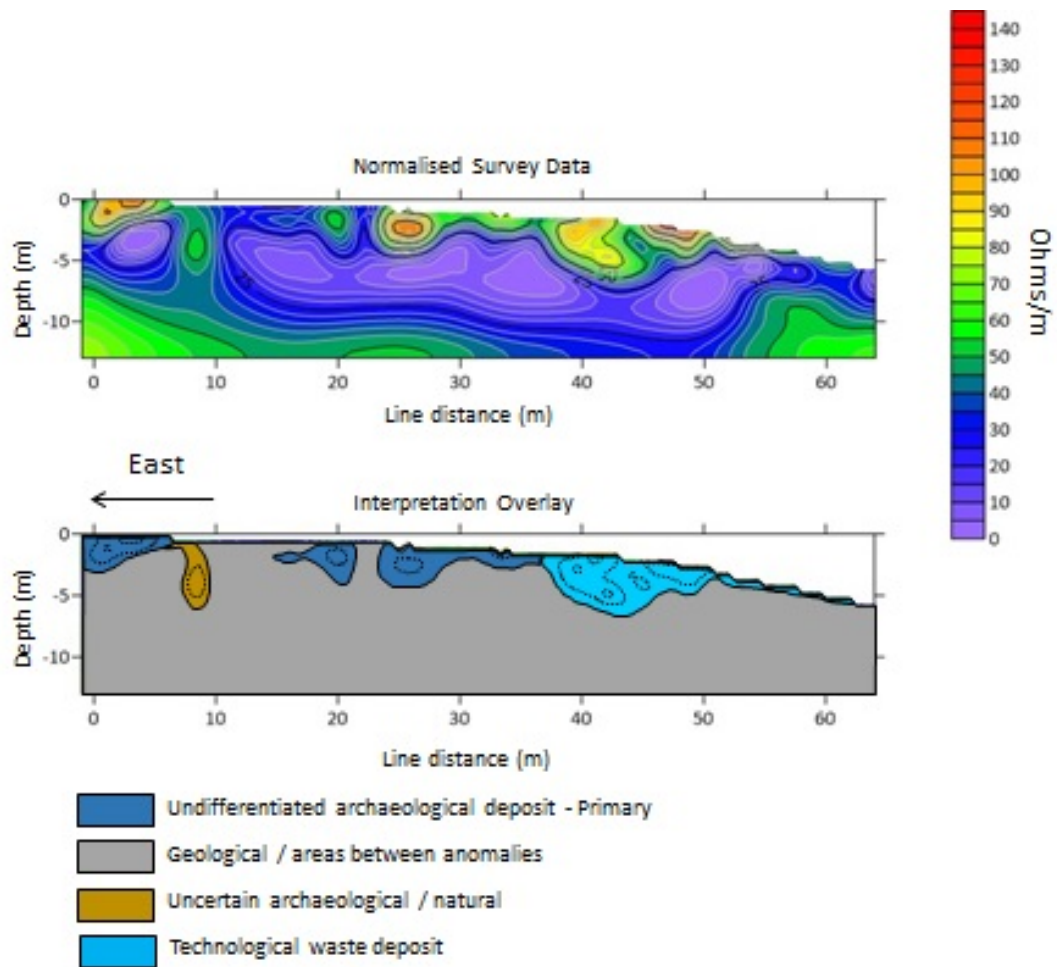 Normalised Survey Data
0
-5
-10
Depth (m)
25
50
25
0 10 20 30 40 50 60
Line distance (m)
140
130
120
110
100
90
80
70
60
50
40
30
20
10
0
Ohms/m
East
Interpretation Overlay
0
-5
-10
Depth (m)
0 10 20 30 40 50 60
Line distance (m)
Undifferentiated archaeological deposit - Primary
Geological / areas between anomalies
Uncertain archaeological / natural
Technological waste deposit